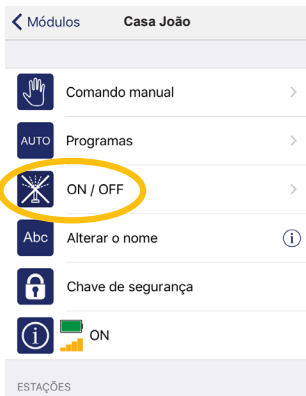 Módulos Casa João
Comando manual
AUTO Programas
ON / OFF
Abc Alterar o nome i
Chave de segurança
i ON
ESTAÇÕES